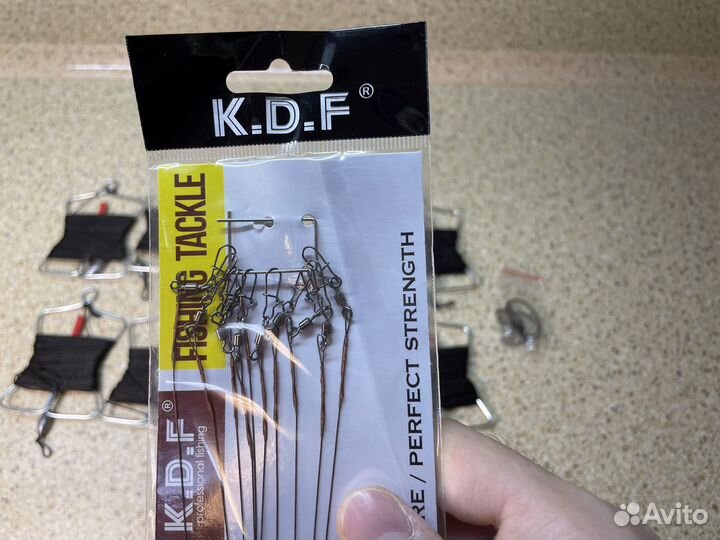 K.D.F ®
FISHING TACKLE
K.D.F ®
professional fishing
RE / PERFECT STRENGTH
Avito